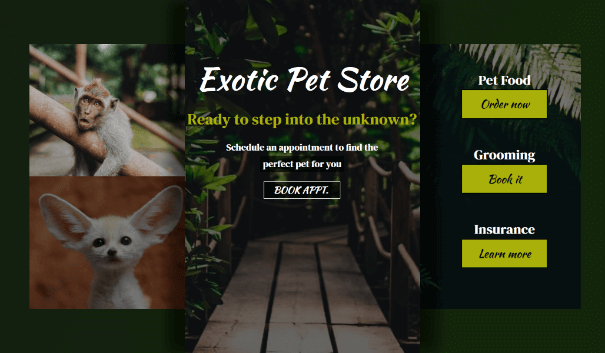 Exotic Pet Store
Ready to step into the unknown?
Schedule an appointment to find the
perfect pet for you
BOOK APPT.
Pet Food
Order now
Grooming
Book it
Insurance
Learn more